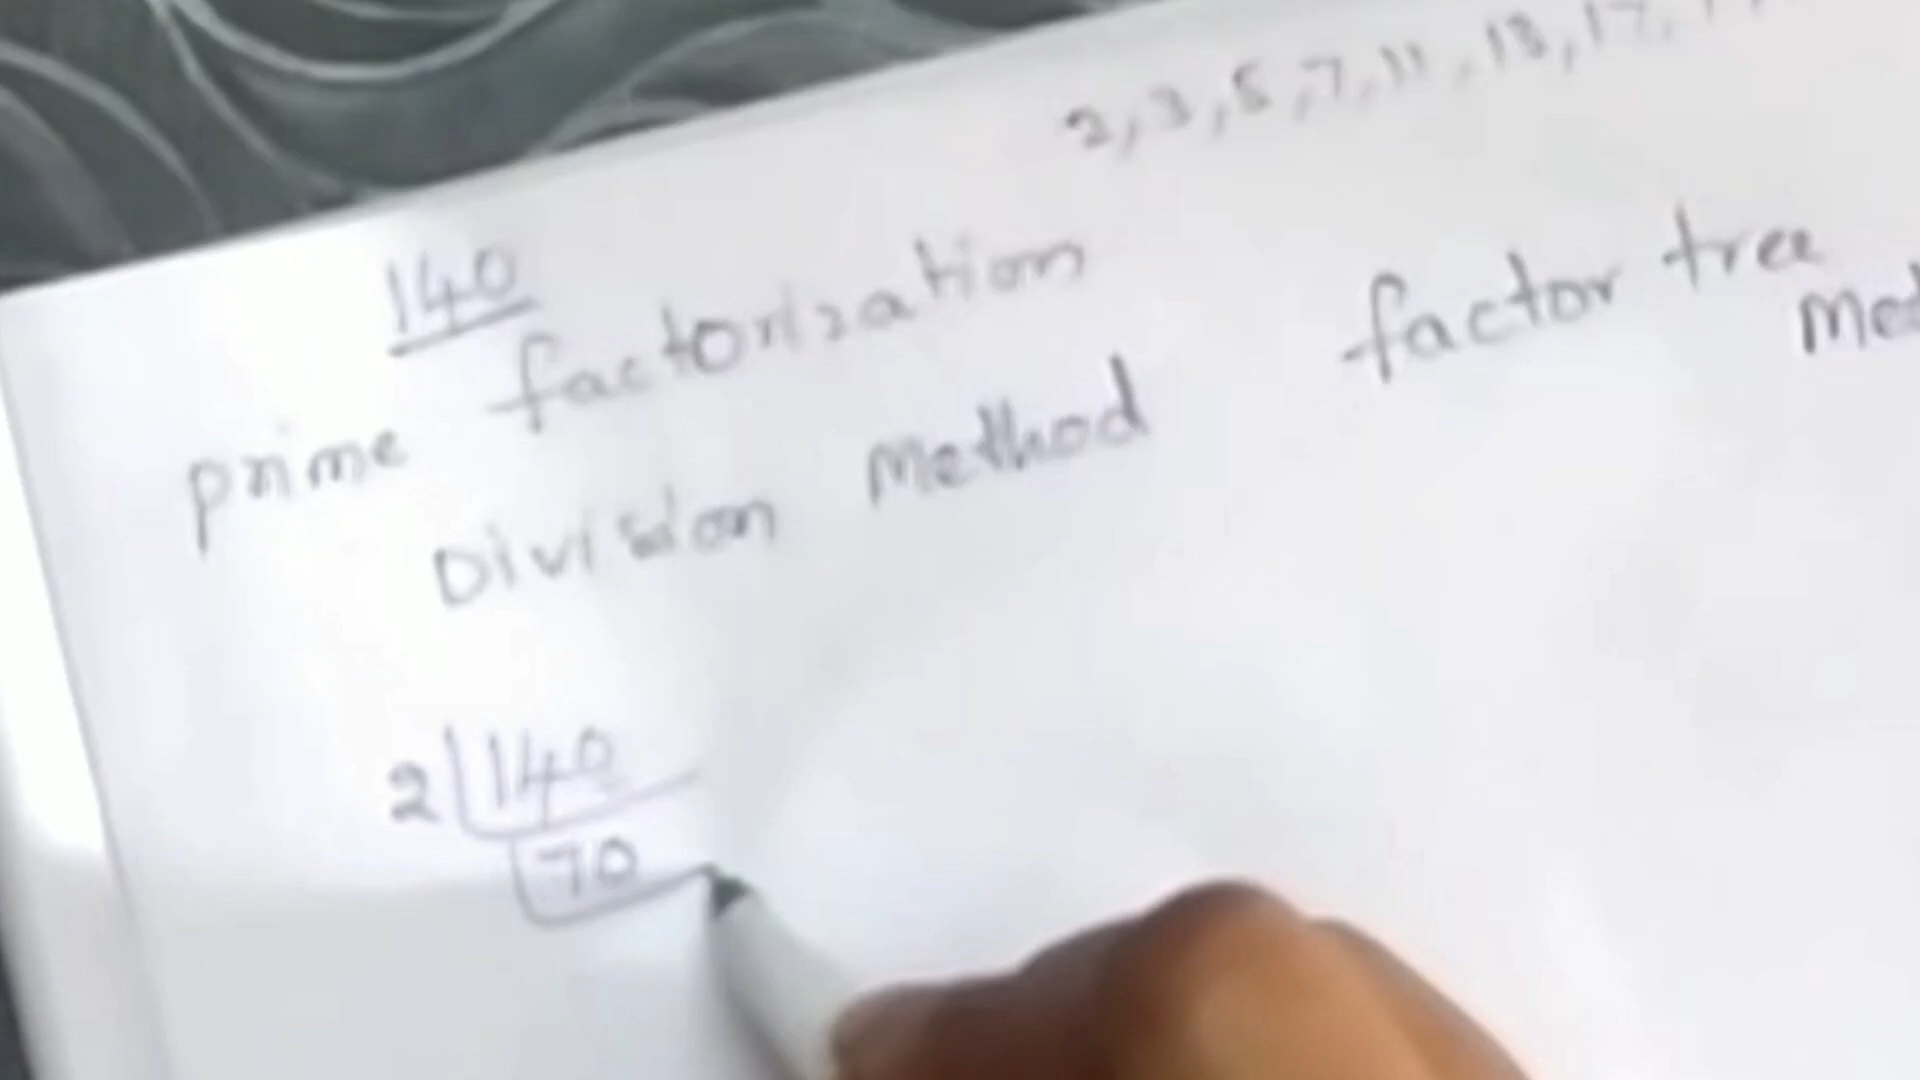 2, 3, 5, 7, 11, 13, 17,
140
prime factorization
factor tree
Division Method
2 140
70